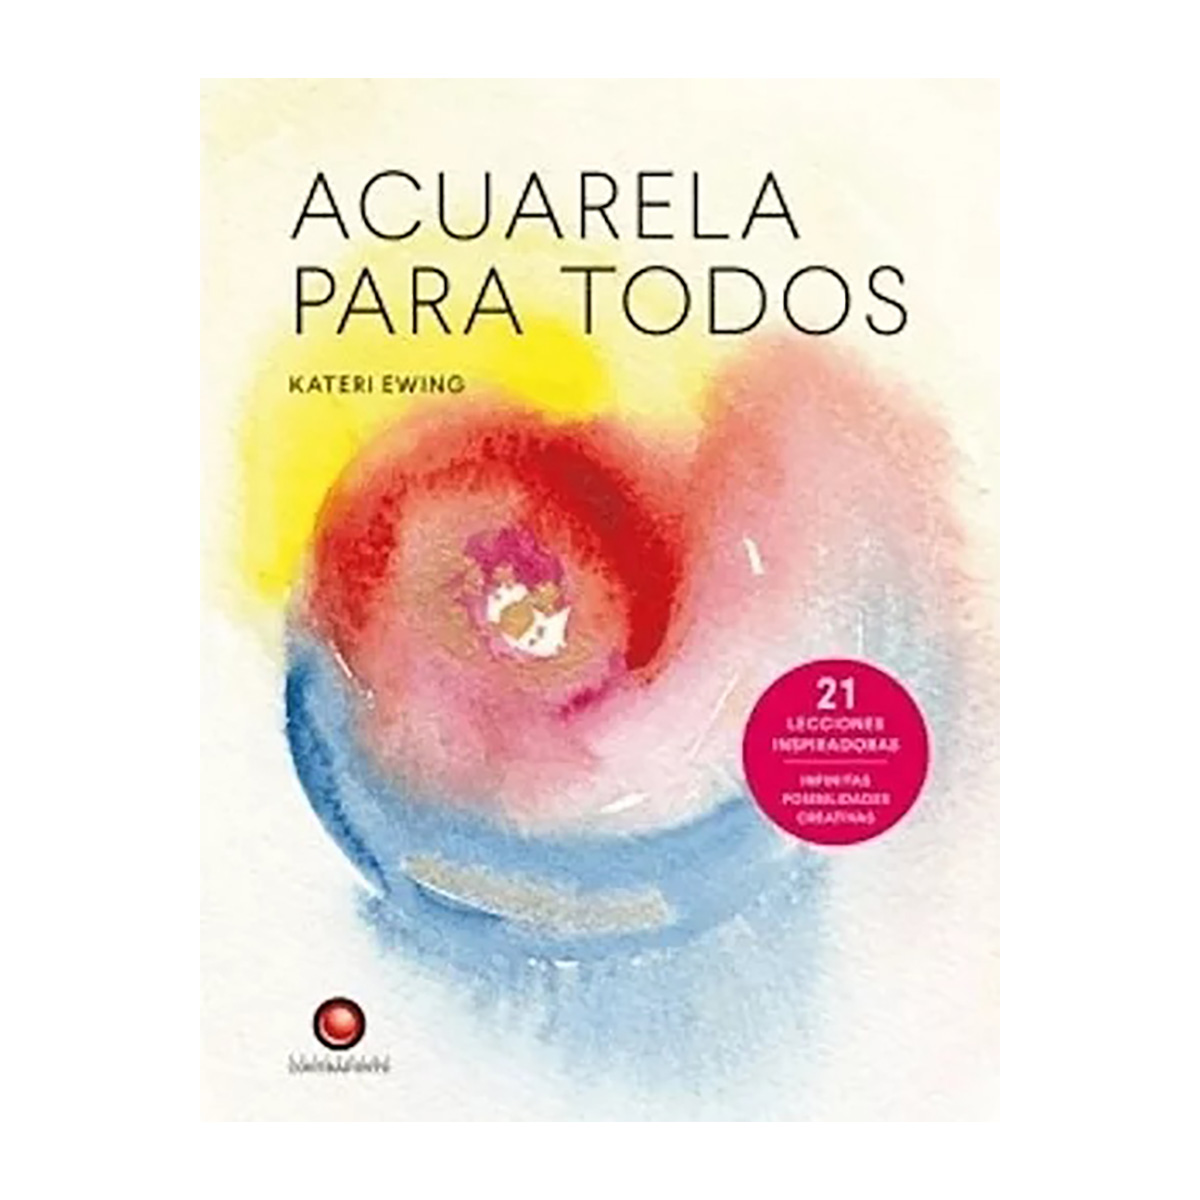 ACUARELA
PARA TODOS
KATERI EWING
21
LECCIONES
INSPIRADORAS
INFINITAS
POSIBILIDADES
CREATIVAS